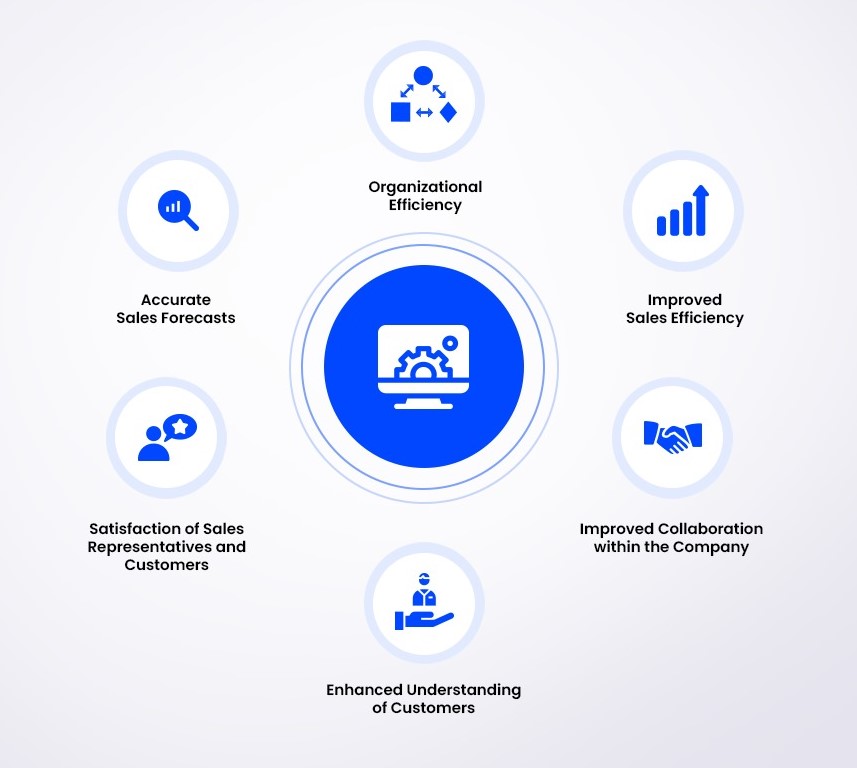 Organizational
Efficiency
Accurate
Sales Forecasts
Improved
Sales Efficiency
Satisfaction of Sales
Representatives and
Customers
Improved Collaboration
within the Company
Enhanced Understanding
of Customers